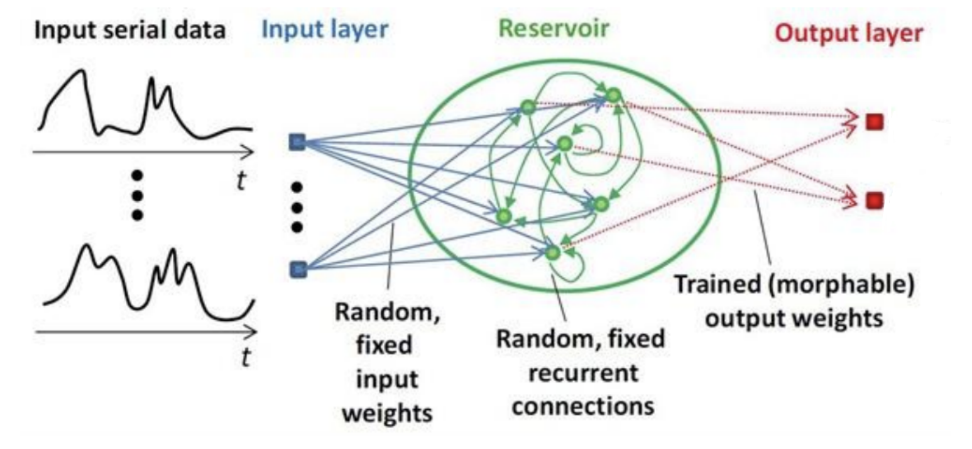 Input serial data
Input layer
Reservoir
Output layer
t
t
Random,
fixed
input
weights
Random, fixed
recurrent
connections
Trained (morphable)
output weights